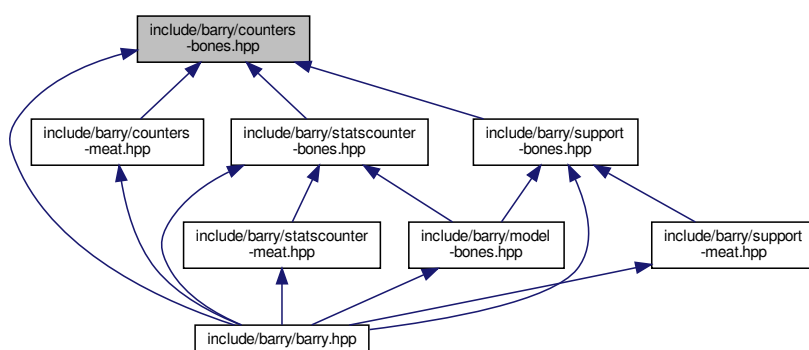 include/barry/counters
-bones.hpp
include/barry/counters
-meat.hpp
include/barry/statscounter
-bones.hpp
include/barry/support
-bones.hpp
include/barry/statscounter
-meat.hpp
include/barry/model
-bones.hpp
include/barry/support
-meat.hpp
include/barry/barry.hpp